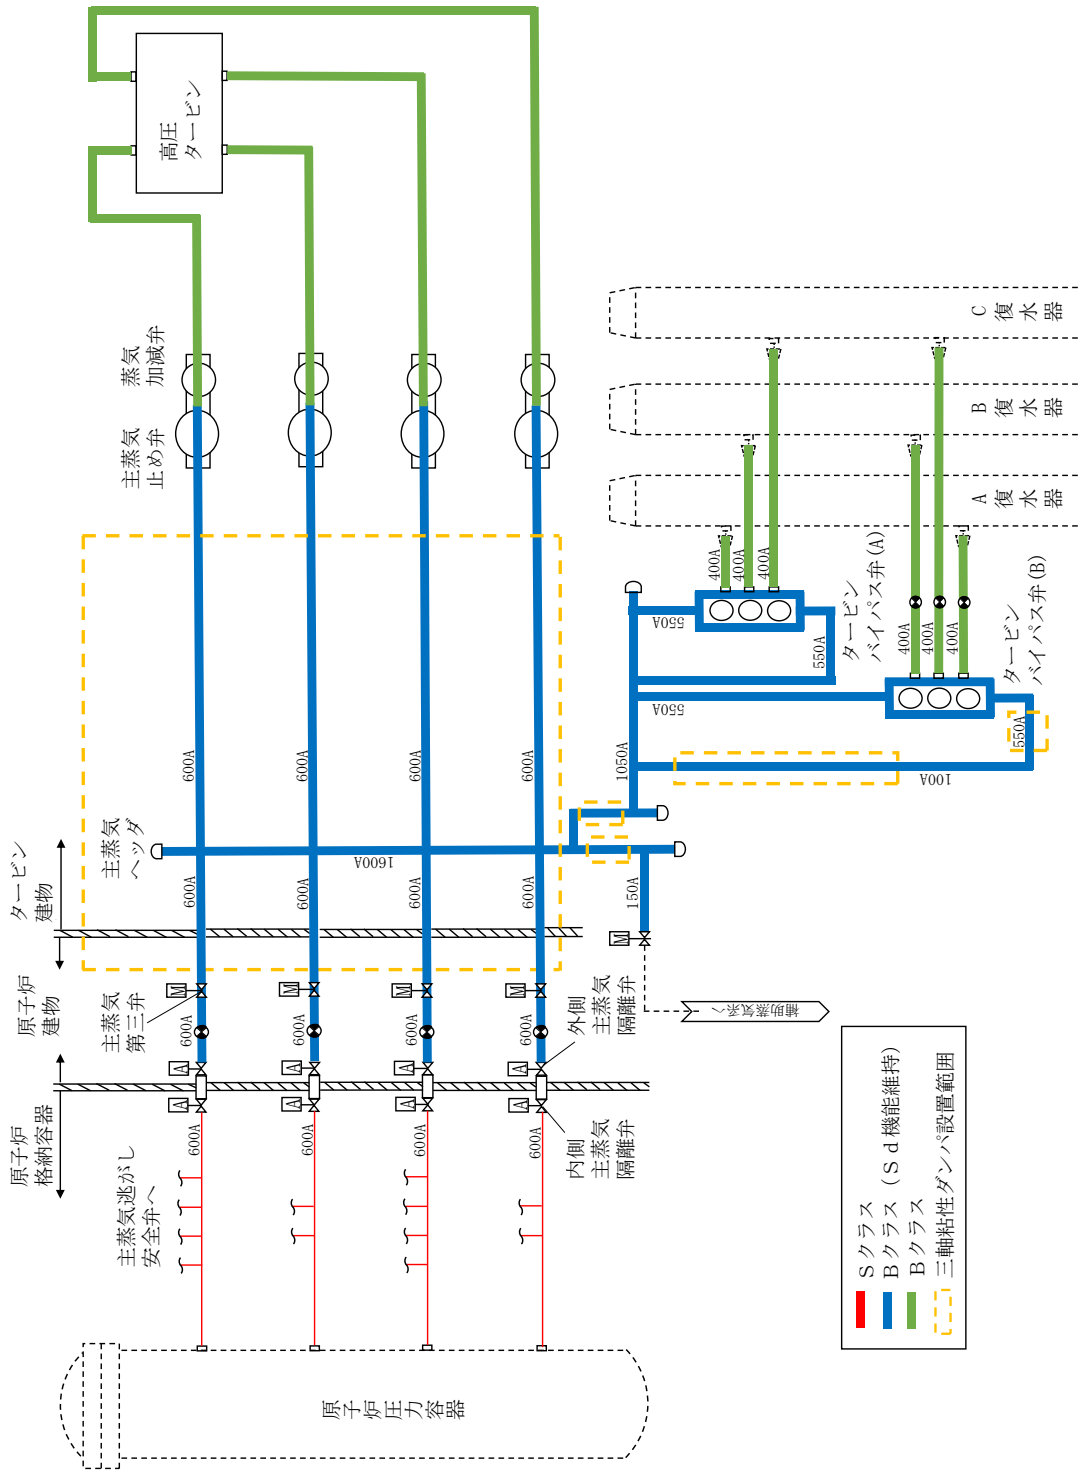 高圧
タービン
蒸気
加減弁
主蒸気
止め弁
C
復水器
B
復水器
A
復水器
400A
400A
400A
タービン
バイパス弁(A)
550A
550A
400A
400A
400A
タービン
バイパス弁(B)
550A
550A
100A
1050A
600A
600A
600A
600A
主蒸気
ヘッダ
1600A
600A
600A
600A
600A
150A
タービン
建物
原子炉
建物
M
M
M
M
M
補助蒸気系へ
主蒸気
第三弁
600A
600A
600A
600A
外側
主蒸気
隔離弁
A
A
A
A
A
A
A
A
原子炉
格納容器
600A
600A
600A
600A
内側
主蒸気
隔離弁
主蒸気逃がし
安全弁へ
原子炉圧力容器
Sクラス
Bクラス(Sd機能維持)
Bクラス
三軸粘性ダンパ設置範囲